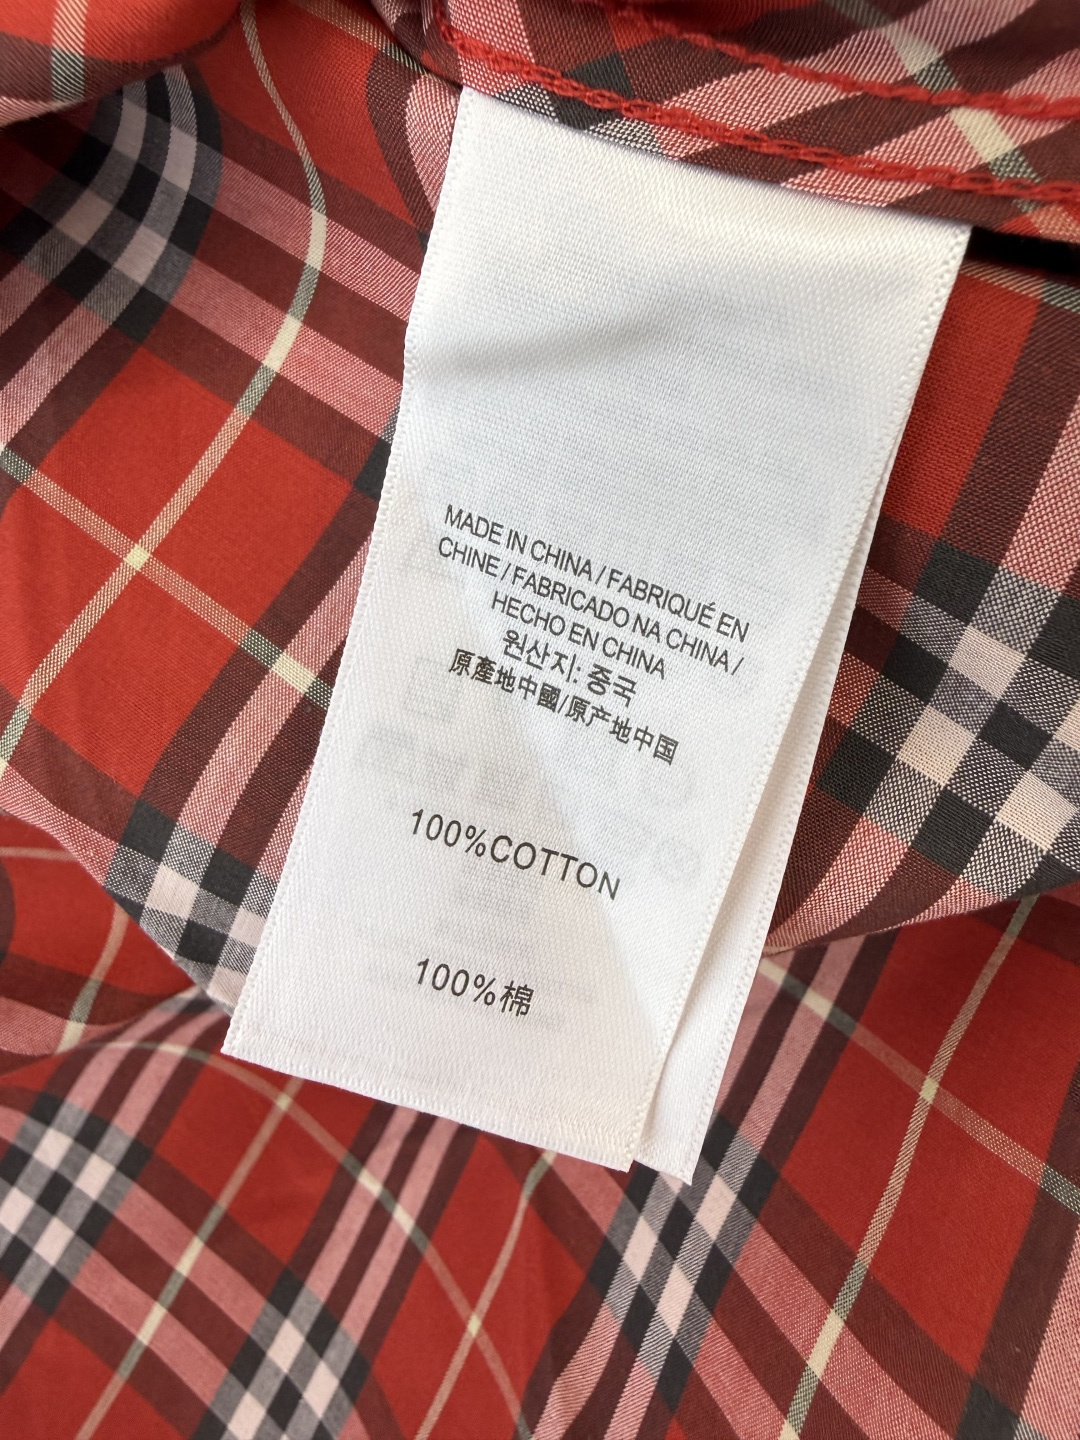 MADE IN CHINA / FABRIQUÉ EN
CHINE / FABRICADO NA CHINA /
HECHO EN CHINA
원산지: 중국
原產地中國/原产地中国
100%COTTON
100%棉